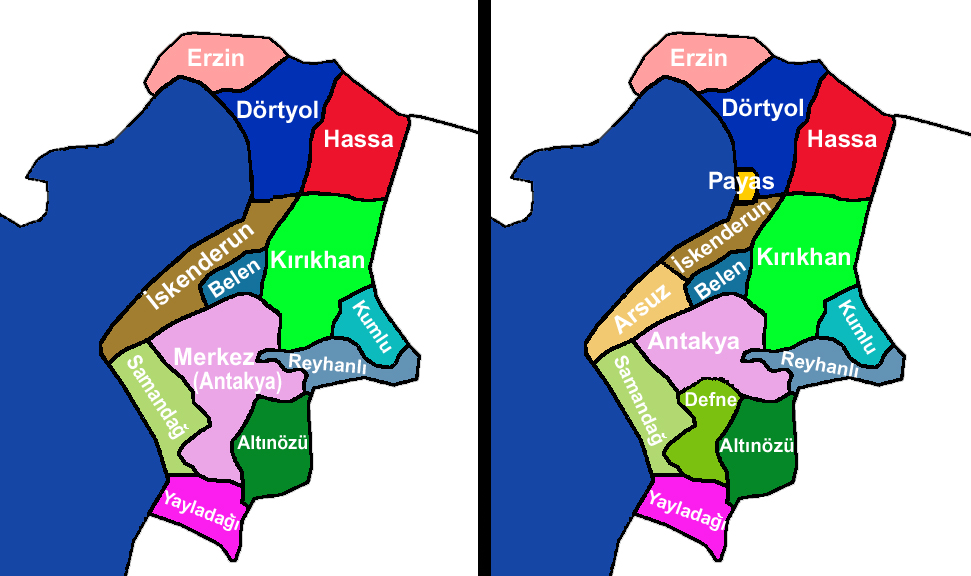 Erzin
Dörtyol
Hassa
İskenderun
Belen
Kırıkhan
Kumlu
Merkez
(Antakya)
Reyhanlı
Samandağ
Altınözü
Yayladağı
Erzin
Dörtyol
Hassa
Payas
İskenderun
Belen
Kırıkhan
Arsuz
Kumlu
Antakya
Reyhanlı
Samandağ
Defne
Altınözü
Yayladağı